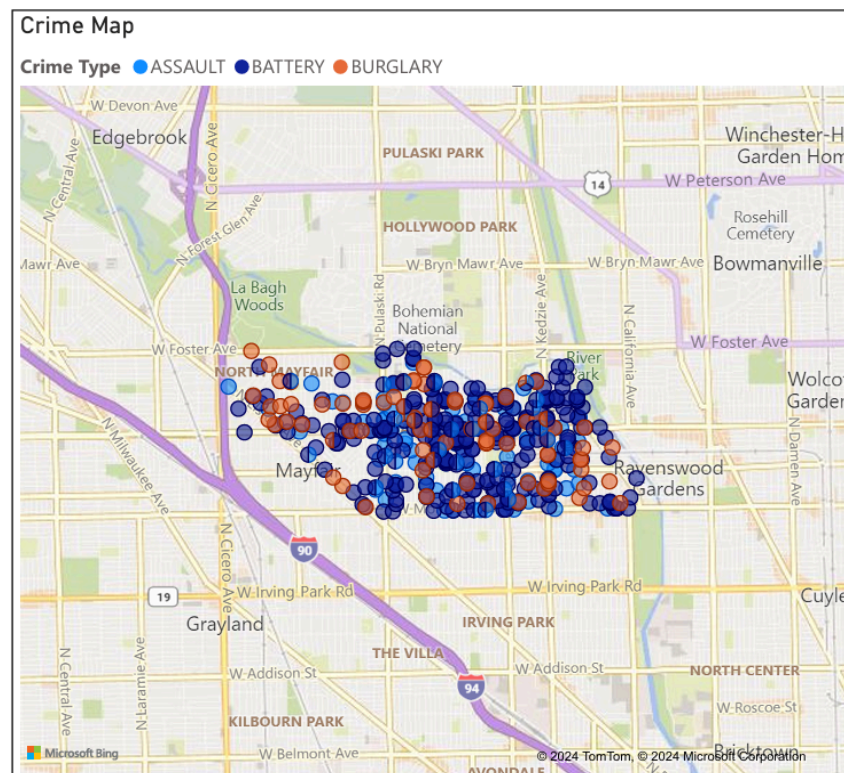 Crime Map
Crime Type ASSAULT BATTERY BURGLARY
W Devon Ave
Edgebrook
N Central Ave
N Cicero Ave
PULASKI PARK
Winchester-H
Garden Hom
14
W Peterson Ave
N Forest Glen Ave
HOLLYWOOD PARK
Rosehill
Cemetery
Mawr Ave
W Bryn Mawr Ave
W Bryn Mawr Ave
Bowmanville
La Bagh
Woods
N Pulaski Rd
Bohemian
National
Cemetery
N Kedzie Ave
N California Ave
W Foster Ave
W Foster Ave
NORTH MAYFAIR
River
Park
Wolcot
Garden
N Milwaukee Ave
N Damen Ave
Mayfair
Ravenswood
Gardens
W M
90
N Cicero Ave
19
W Irving Park Rd
W Irving Park Rd
Cuyle
Grayland
IRVING PARK
THE VILLA
N Central Ave
N Laramie Ave
W Addison St
W Addison St
NORTH CENTER
94
W Roscoe St
KILBOURN PARK
Microsoft Bing
W Belmont Ave
Bricktown
© 2024 TomTom, © 2024 Microsoft Corporation
AVONDALE